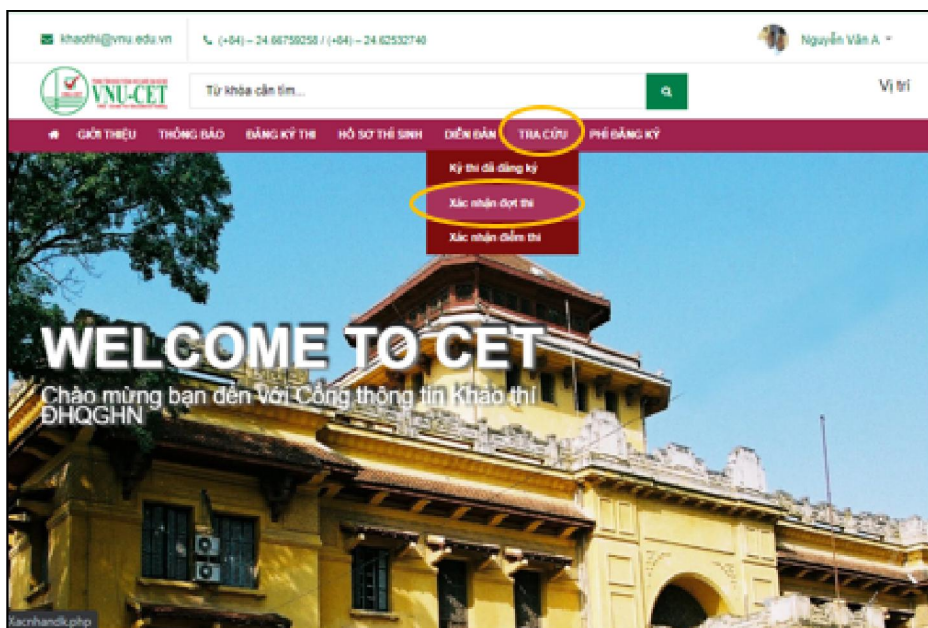 khaothi@vnu.edu.vn
(+84) – 24.66759258 / (+84) – 24.62532740
Nguyễn Văn A
VNU-CET
Từ khóa cần tìm...
Vị trí
GIỚI THIỆU THÔNG BÁO ĐĂNG KÝ THI HỒ SƠ THÍ SINH DIỄN ĐÀN TRA CỨU PHÍ ĐĂNG KÝ
Kỳ thi đã đăng ký
Xác nhận đợt thi
Xác nhận điểm thi
WELCOME TO CET
Chào mừng bạn đến với Cổng thông tin Khảo thí
ĐHQGHN
Xacnhandk.php